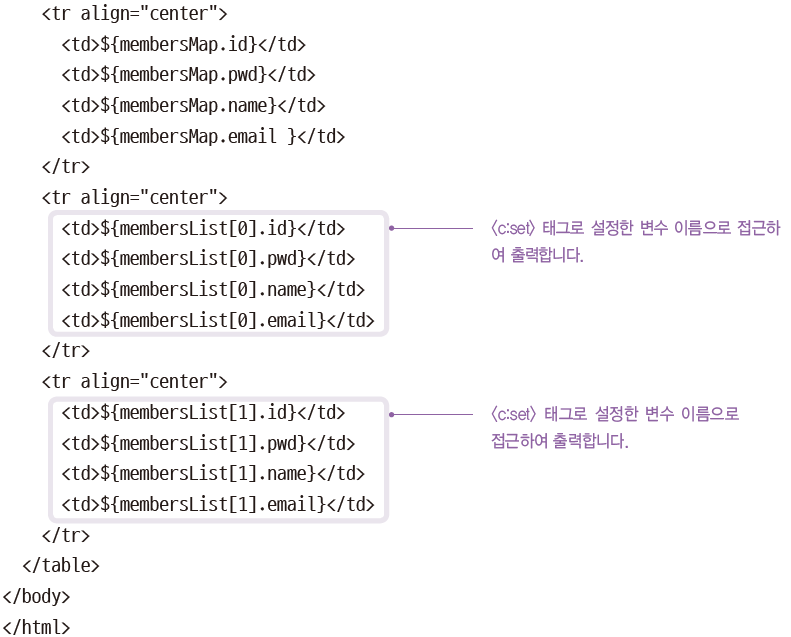 <tr align="center">
<td>${membersMap.id}</td>
<td>${membersMap.pwd}</td>
<td>${membersMap.name}</td>
<td>${membersMap.email }</td>
</tr>
<tr align="center">
<td>${membersList[0].id}</td>
<td>${membersList[0].pwd}</td>
<td>${membersList[0].name}</td>
<td>${membersList[0].email}</td>
〈c:set〉 태그로 설정한 변수 이름으로 접근하
여 출력합니다.
</tr>
<tr align="center">
<td>${membersList[1].id}</td>
<td>${membersList[1].pwd}</td>
<td>${membersList[1].name}</td>
<td>${membersList[1].email}</td>
〈c:set〉 태그로 설정한 변수 이름으로
접근하여 출력합니다.
</tr>
</table>
</body>
</html>